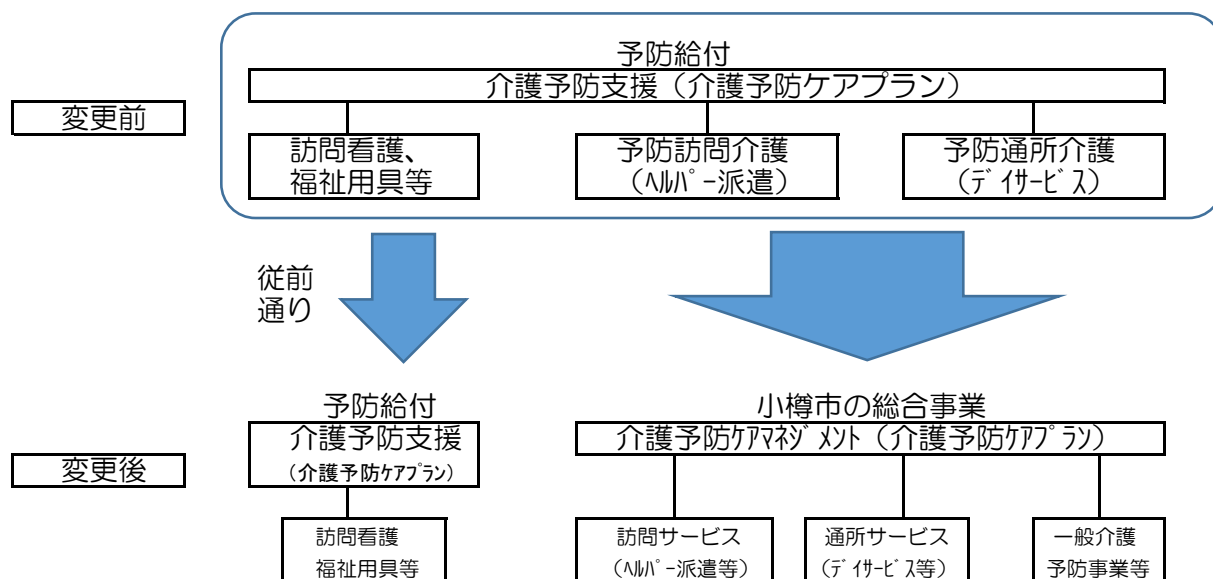 予防給付
介護予防支援（介護予防ケアプラン）
変更前
訪問看護、
福祉用具等
予防訪問介護
（ﾍﾙﾊﾟｰ派遣）
予防通所介護
（ﾃﾞｲｻｰﾋﾞｽ）
従前
通り
予防給付
介護予防支援
（介護予防ｹｱプラン）
小樽市の総合事業
介護予防ｹｱﾏﾈｼﾞﾒﾝﾄ（介護予防ｹｱﾌﾟﾗﾝ）
変更後
訪問看護
福祉用具等
訪問サービス
（ﾍﾙﾊﾟｰ派遣等）
通所サービス
（ﾃﾞｲｻｰﾋﾞｽ等）
一般介護
予防事業等